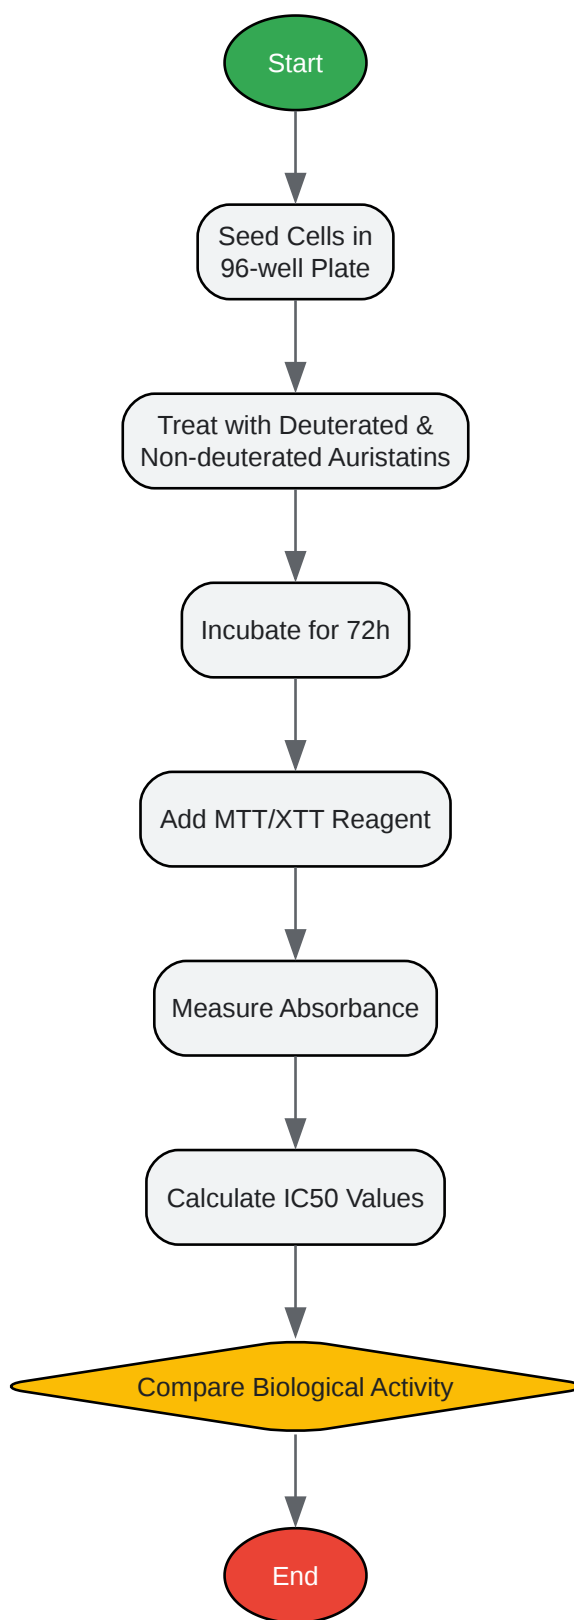 Start
Seed Cells in
96-well Plate
Treat with Deuterated &
Non-deuterated Auristatins
Incubate for 72h
Add MTT/XTT Reagent
Measure Absorbance
Calculate IC50 Values
Compare Biological Activity
End